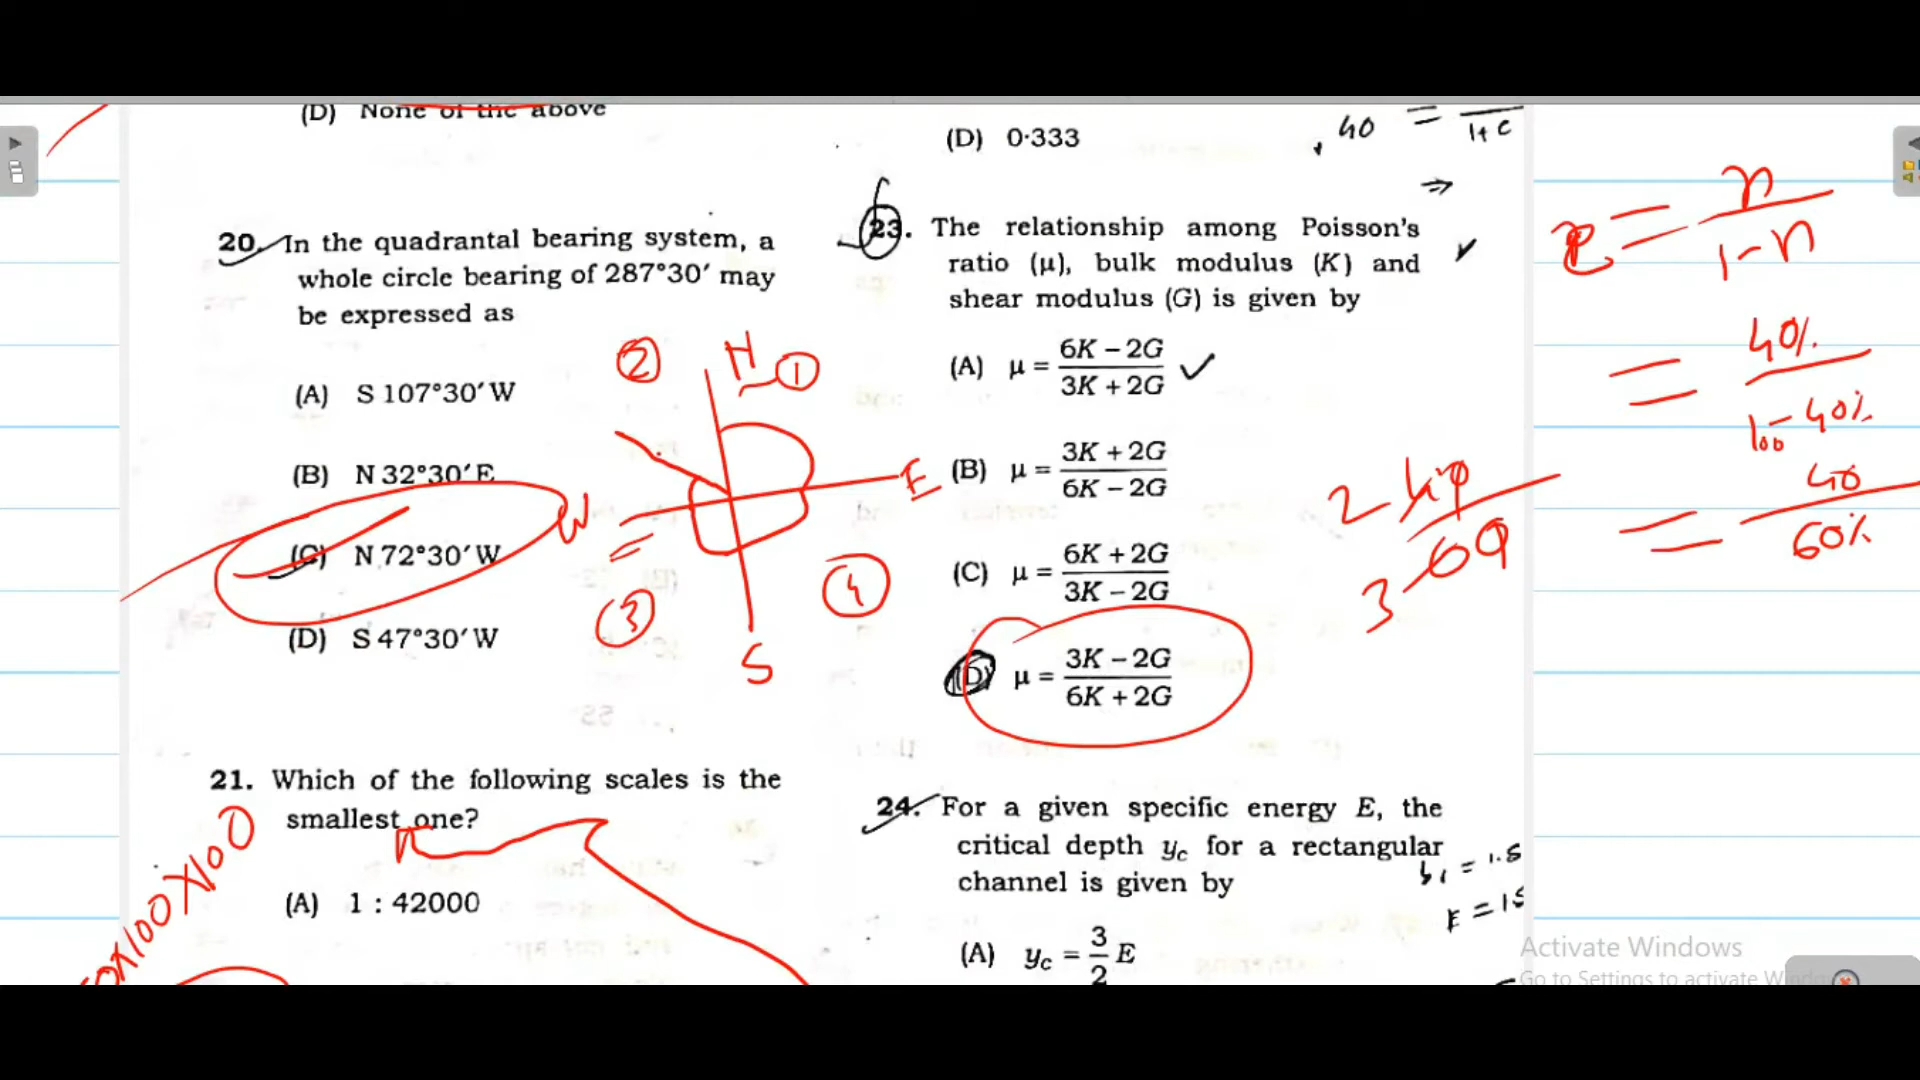 (D) None of the above
20. In the quadrantal bearing system, a
whole circle bearing of 287°30′ may
be expressed as
(A) S 107°30′ W
(B) N 32°30′ E
(C) N 72°30′ W
(D) S 47°30′ W
2
N
1
E
W
3
4
S
21. Which of the following scales is the
smallest one?
(A) 1 : 42000
(D) 0·333
40 =
1+e
⇒
23. The relationship among Poisson's
ratio (μ), bulk modulus (K) and
shear modulus (G) is given by
(A) μ = 6K − 2G / 3K + 2G
(B) μ = 3K + 2G / 6K − 2G
(C) μ = 6K + 2G / 3K − 2G
(D) μ = 3K − 2G / 6K + 2G
24. For a given specific energy E, the
critical depth yc for a rectangular
channel is given by
(A) yc = 3/2 E
= n / 1 − n
= 40% / 100 − 40%
= 40 / 60%
2 40
3 60
E = 15
Activate Windows
Go to Settings to activate